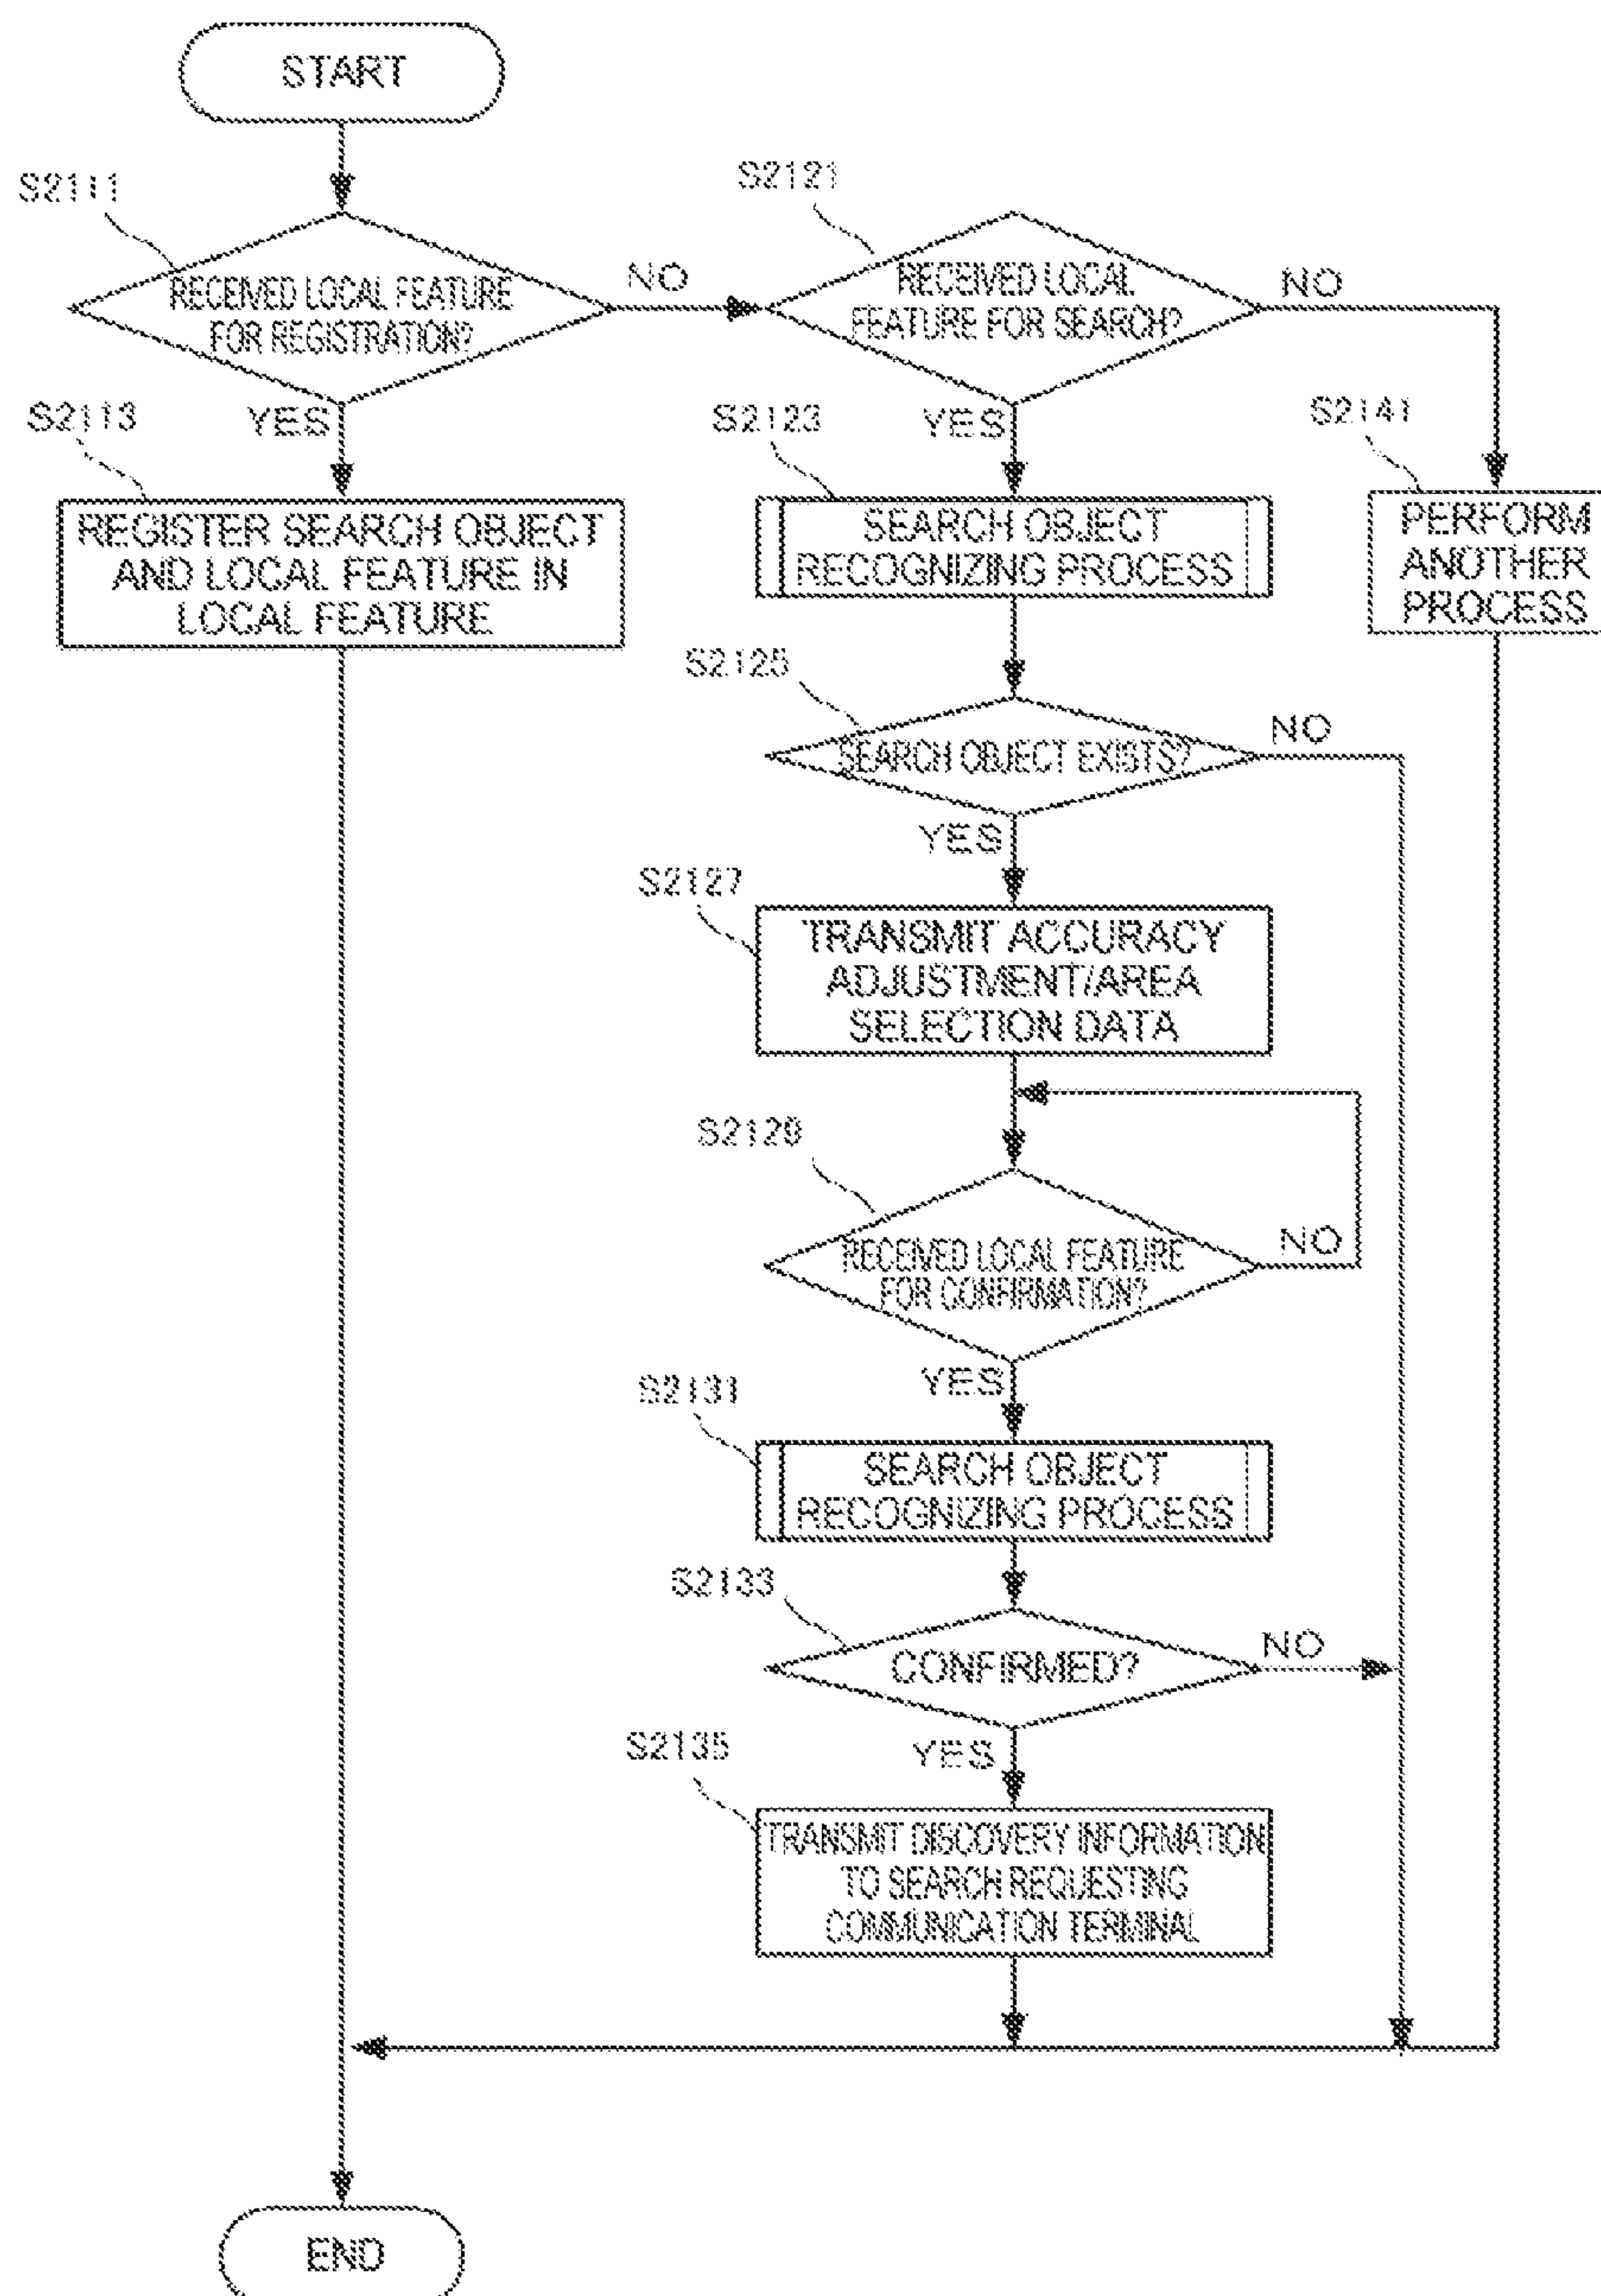 START
S2111
RECEIVED LOCAL FEATURE
FOR REGISTRATION?
NO
S2121
RECEIVED LOCAL
FEATURE FOR SEARCH?
NO
YES
S2113
REGISTER SEARCH OBJECT
AND LOCAL FEATURE IN
LOCAL FEATURE
YES
S2123
SEARCH OBJECT
RECOGNIZING PROCESS
S2141
PERFORM
ANOTHER
PROCESS
S2125
SEARCH OBJECT EXISTS?
NO
YES
S2127
TRANSMIT ACCURACY
ADJUSTMENT/AREA
SELECTION DATA
S2129
RECEIVED LOCAL FEATURE
FOR CONFIRMATION?
NO
YES
S2131
SEARCH OBJECT
RECOGNIZING PROCESS
S2133
CONFIRMED?
NO
YES
S2135
TRANSMIT DISCOVERY INFORMATION
TO SEARCH REQUESTING
COMMUNICATION TERMINAL
END